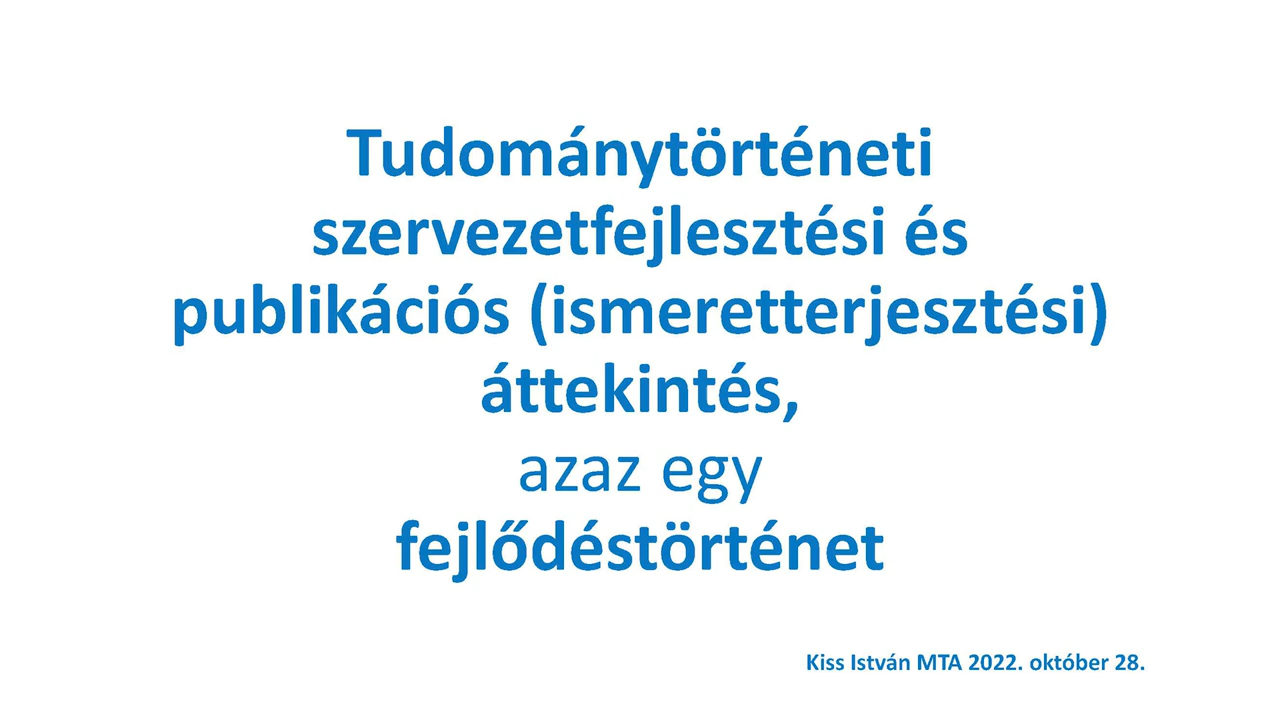 Tudománytörténeti
szervezetfejlesztési és
publikációs (ismeretterjesztési)
áttekintés,
azaz egy
fejlődéstörténet
Kiss István MTA 2022. október 28.